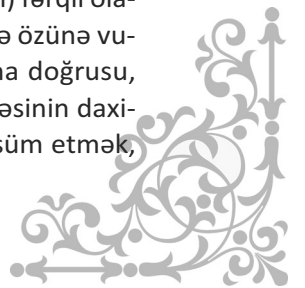 fərqli ola-
ə özünə vu-
na doğrusu,
əsinin daxi-
süm etmək,